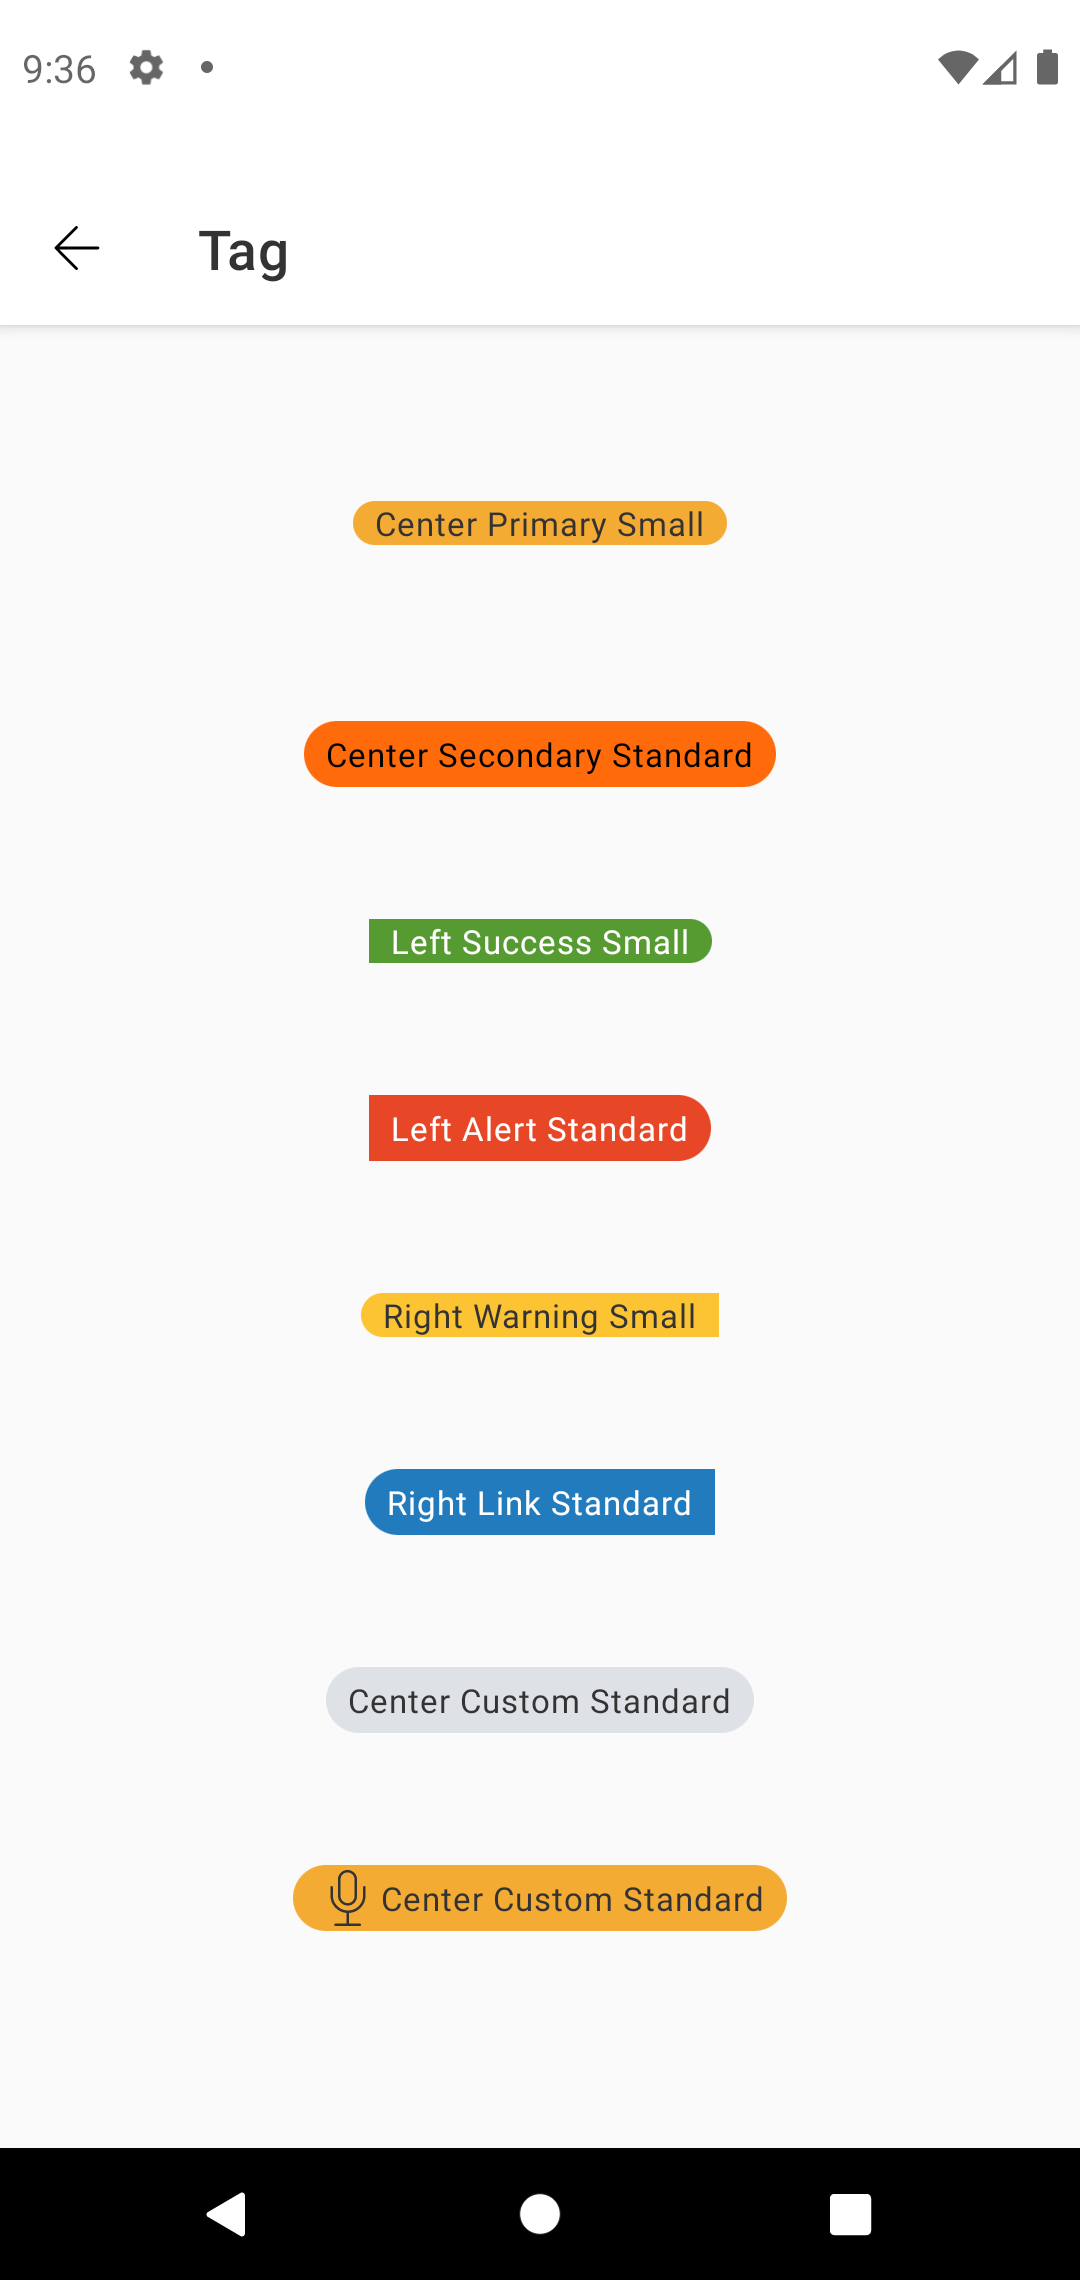 9:36
Tag
Center Primary Small
Center Secondary Standard
Left Success Small
Left Alert Standard
Right Warning Small
Right Link Standard
Center Custom Standard
Center Custom Standard